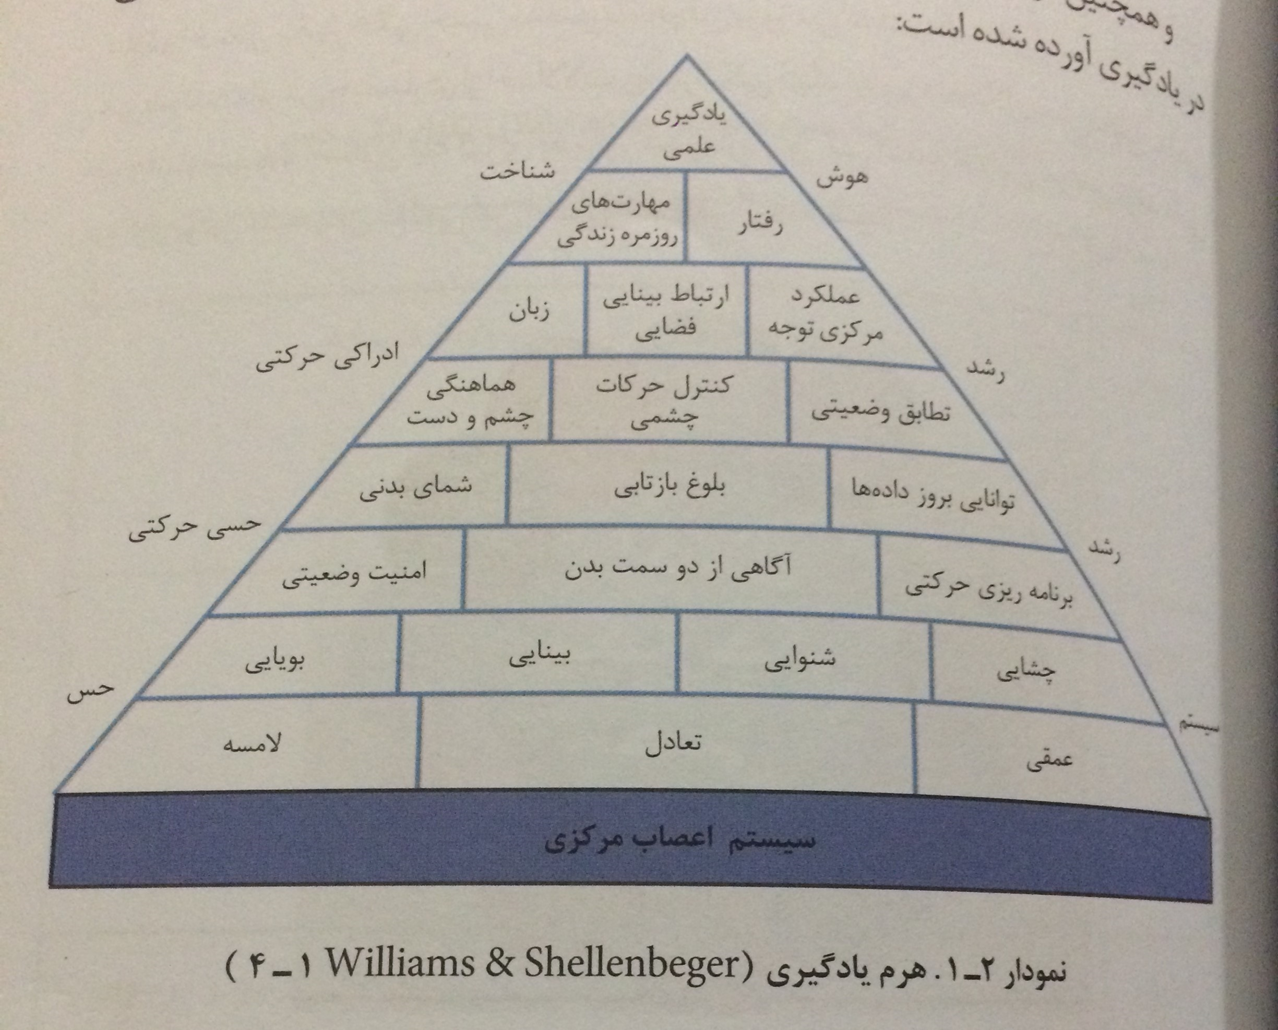 و همچنین
در یادگیری آورده شده است:
یادگیری
علمی
هوش
شناخت
رفتار
مهارت‌های
روزمره زندگی
عملکرد
مرکزی توجه
ارتباط بینایی
فضایی
زبان
رشد
ادراکی حرکتی
تطابق وضعیتی
کنترل حرکات
چشمی
هماهنگی
چشم و دست
توانایی بروز داده‌ها
بلوغ بازتابی
شمای بدنی
رشد
حسی حرکتی
برنامه ریزی حرکتی
آگاهی از دو سمت بدن
امنیت وضعیتی
چشایی
شنوایی
بینایی
بویایی
سیستم
حس
عمقی
تعادل
لامسه
سیستم اعصاب مرکزی
نمودار ۲ـ۱. هرم یادگیری (Williams & Shellenbeger ۱ ـ ۴)